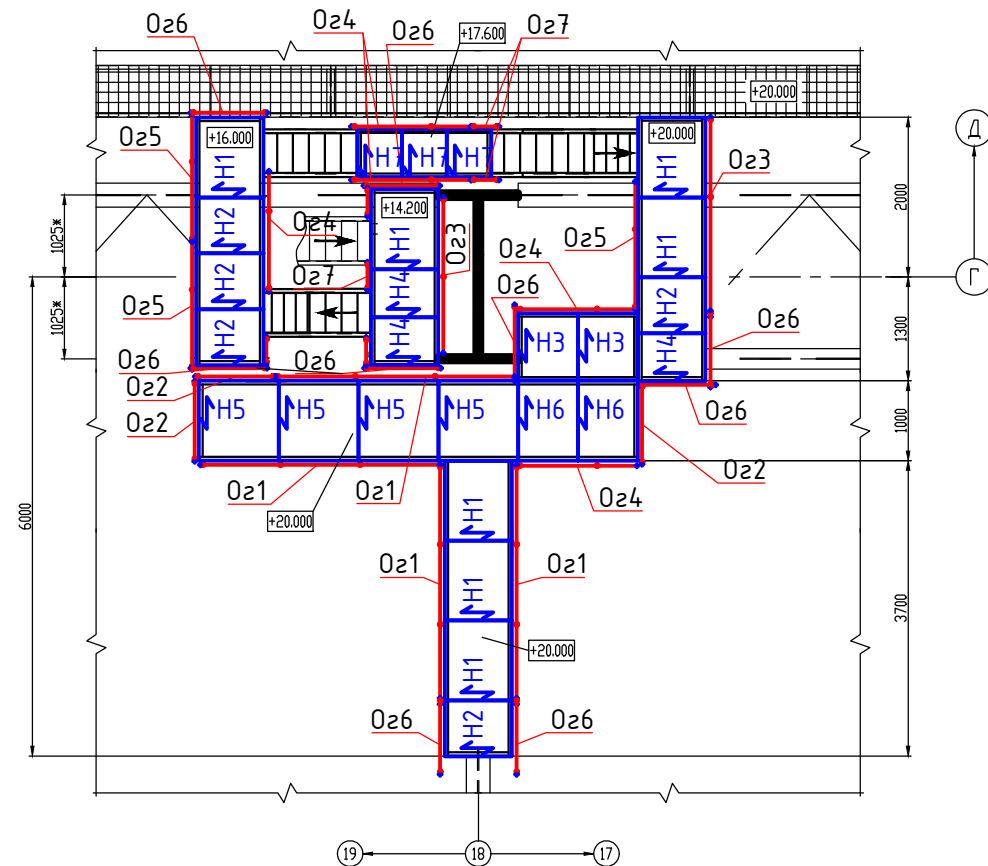 Ог6 Ог4 Ог6 +17.600 Ог7
+20.000
Д
+16.000 +20.000
Н1 Н7 Н7 Н7 Н1
Ог5 Ог3
2000
1025*
Н2 Ог4 +14.200 Н1 Ог3 Ог5 Н1
Г
Н2 Ог7 Н4 Ог4 Н2
1025*
Ог5 Ог6 1300
Н2 Н4 Н3 Н3 Н4 Ог6
Ог6 Ог6
Ог2 Ог6
Ог2 Н5 Н5 Н5 Н5 Н6 Н6 1000
Ог2
Ог1 Ог1 Ог4
+20.000
6000
Н1
Ог1 Н1 Ог1
3700
Н1 +20.000
Ог6 Н2 Ог6
19 18 17